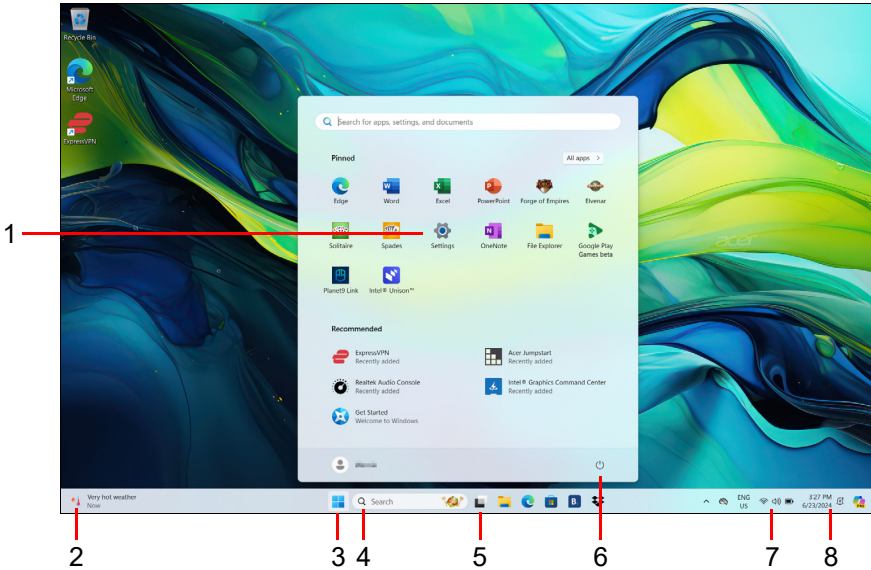 Recycle Bin
Microsoft
Edge
ExpressVPN
Search for apps, settings, and documents
Pinned
All apps >
Edge
Word
Excel
PowerPoint
Forge of Empires
Elvenar
Solitaire
Spades
Settings
OneNote
File Explorer
Google Play
Games beta
Planet9 Link
Intel® Unison™
acer
Recommended
ExpressVPN
Recently added
Acer Jumpstart
Recently added
Realtek Audio Console
Recently added
Intel® Graphics Command Center
Recently added
Get Started
Welcome to Windows
Very hot weather
Now
Search
B.
ENG
US
3:27 PM
6/23/2024
1
2
3
4
5
6
7
8